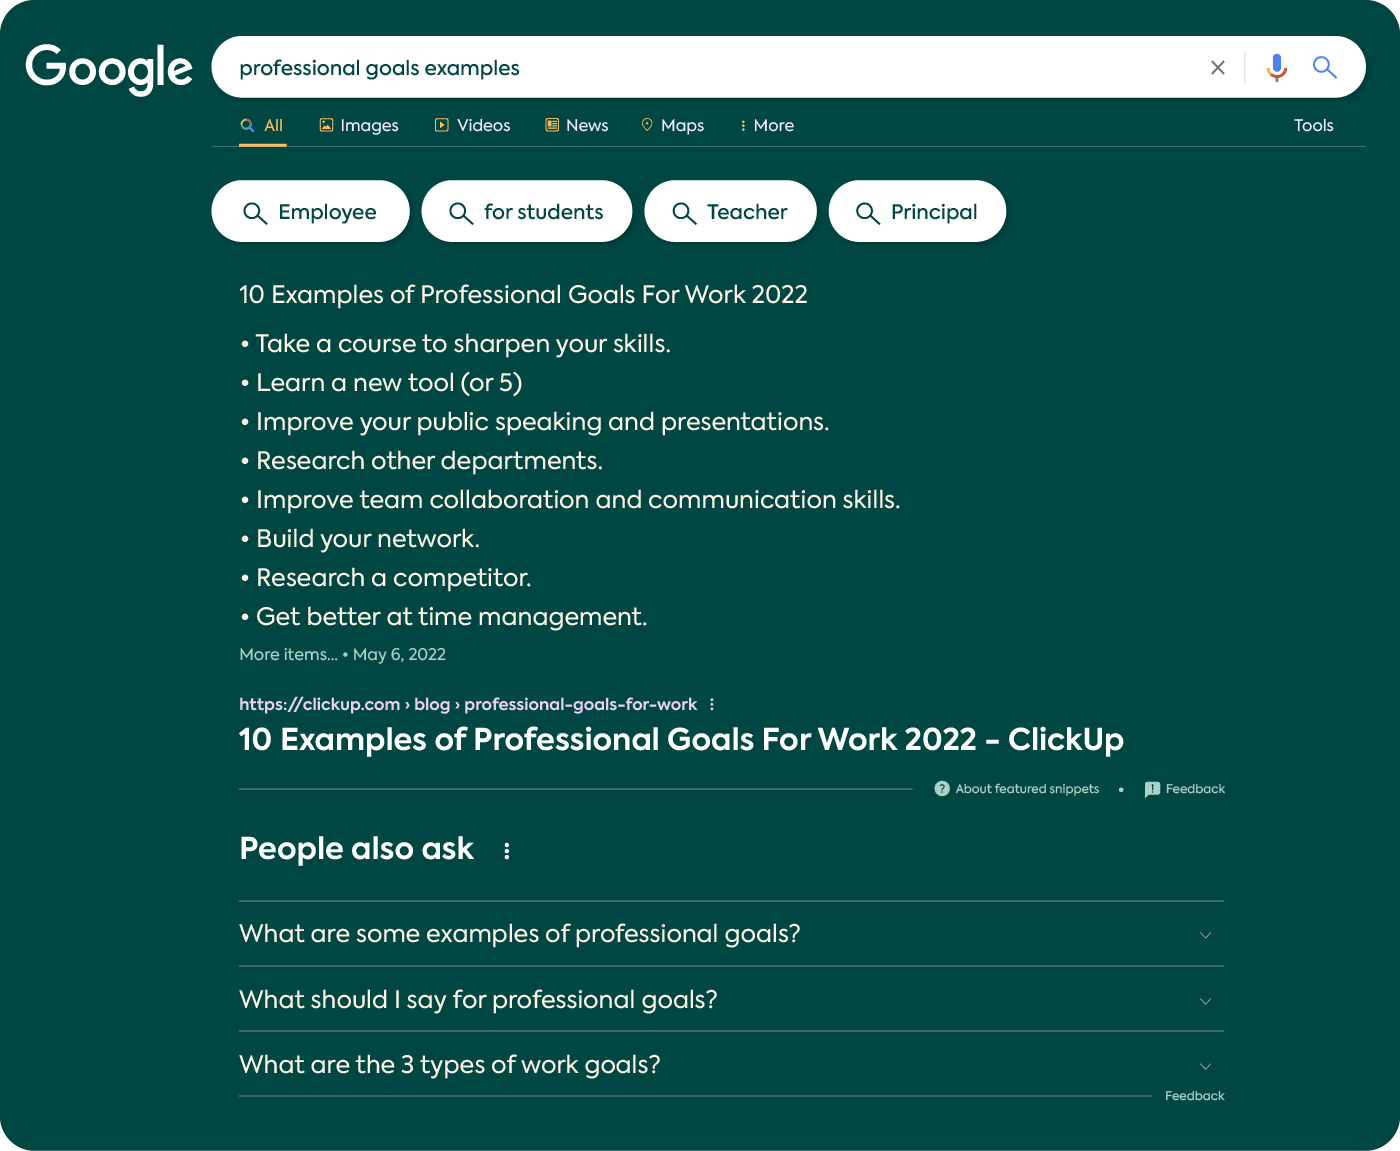 Google professional goals examples
All Images Videos News Maps More Tools
Employee for students Teacher Principal
10 Examples of Professional Goals For Work 2022
• Take a course to sharpen your skills.
• Learn a new tool (or 5)
• Improve your public speaking and presentations.
• Research other departments.
• Improve team collaboration and communication skills.
• Build your network.
• Research a competitor.
• Get better at time management.
More items... • May 6, 2022
https://clickup.com › blog › professional-goals-for-work
10 Examples of Professional Goals For Work 2022 - ClickUp
About featured snippets • Feedback
People also ask
What are some examples of professional goals?
What should I say for professional goals?
What are the 3 types of work goals?
Feedback